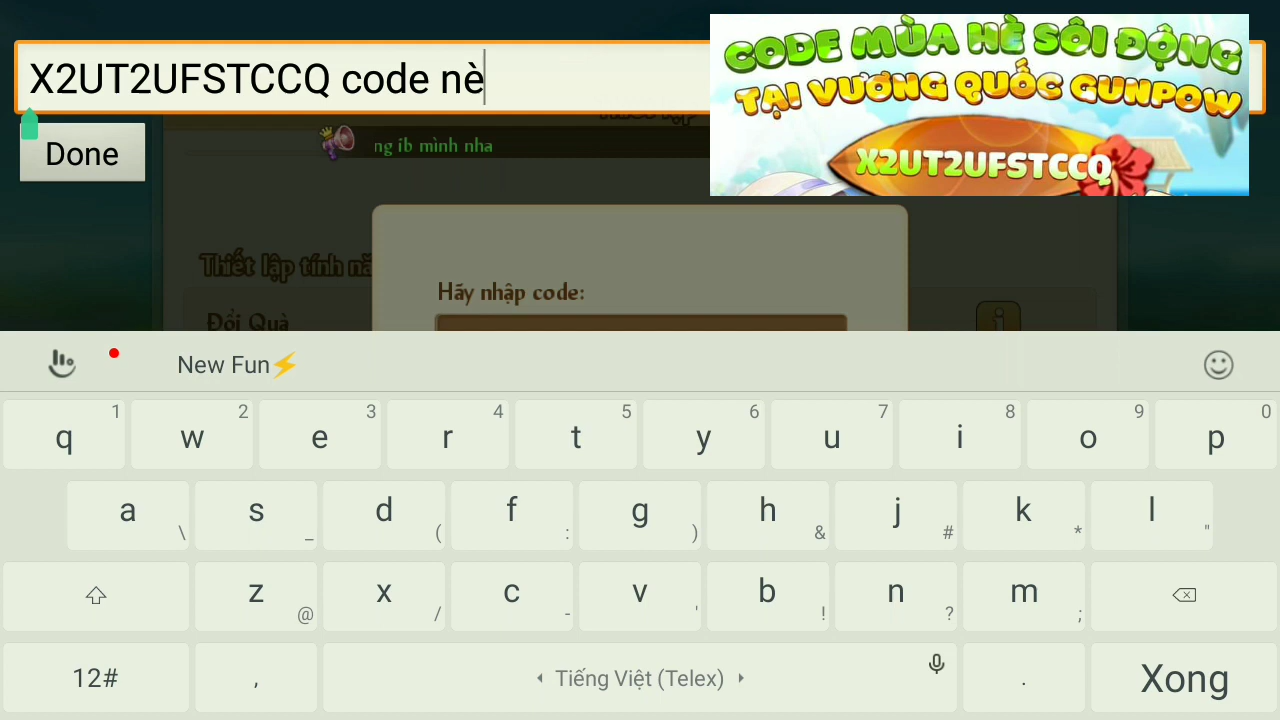 X2UT2UFSTCCQ code nè
CODE MÙA HÈ SÔI ĐỘNG
TẠI VƯƠNG QUỐC GUNPOW
X2UT2UFSTCCQ
Done
ng ib mình nha
Thiết lập tính nă
Hãy nhập code:
Đổi Quà
i
New Fun⚡
1 2 3 4 5 6 7 8 9 0
q w e r t y u i o p
a s d f g h j k l
\ _ ( : ) & # * "
z x c v b n m
@ / - ' ! ? ;
12# , Tiếng Việt (Telex) . Xong